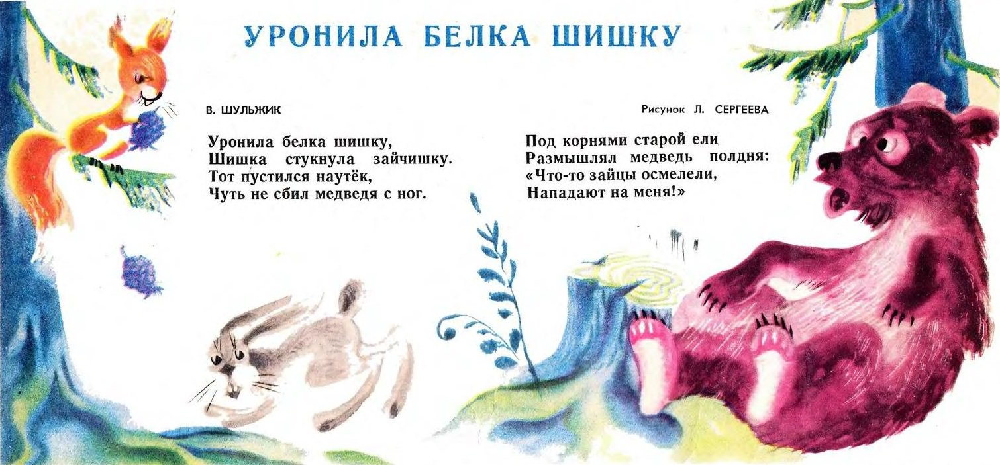 УРОНИЛА БЕЛКА ШИШКУ
В. ШУЛЬЖИК
Рисунок Л. СЕРГЕЕВА
Уронила белка шишку,
Шишка стукнула зайчишку.
Тот пустился наутёк,
Чуть не сбил медведя с ног.
Под корнями старой ели
Размышлял медведь полдня:
«Что-то зайцы осмелели,
Нападают на меня!»